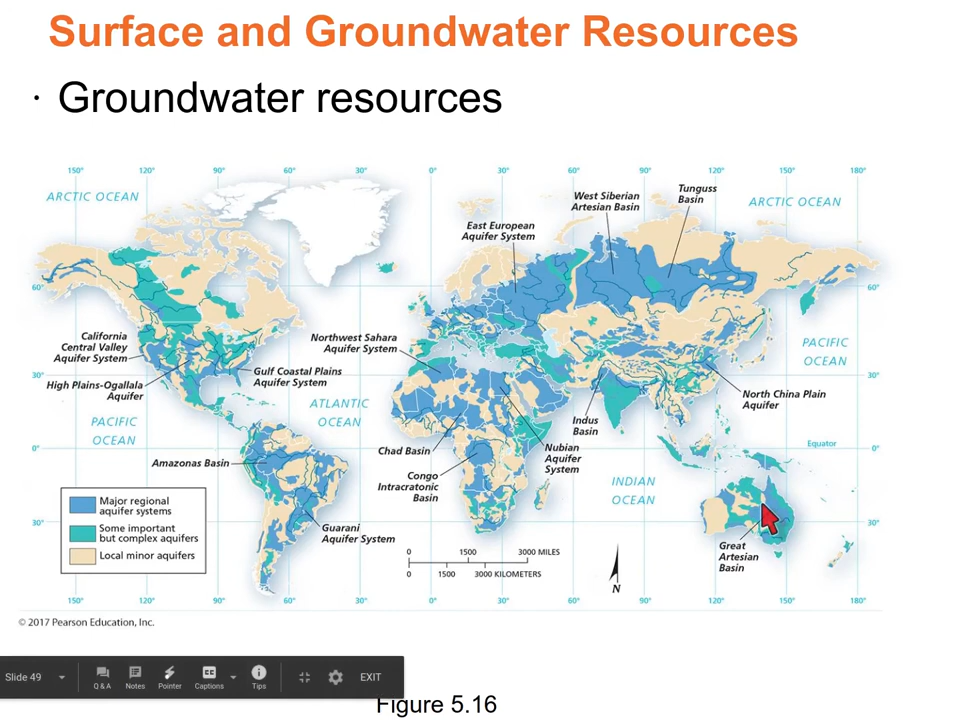 Surface and Groundwater Resources
· Groundwater resources
150° 120° 90° 60° 30° 0° 30° 60° 90° 120° 150° 180°
ARCTIC OCEAN
West Siberian
Artesian Basin
Tunguss
Basin
ARCTIC OCEAN
East European
Aquifer System
60°
60°
California
Central Valley
Aquifer System
Northwest Sahara
Aquifer System
PACIFIC
OCEAN
30°
Gulf Coastal Plains
Aquifer System
30°
High Plains-Ogallala
Aquifer
North China Plain
Aquifer
ATLANTIC
OCEAN
PACIFIC
OCEAN
Indus
Basin
0°
Equator
0°
Chad Basin
Nubian
Aquifer
System
Amazonas Basin
Congo
Intracratonic
Basin
INDIAN
OCEAN
Major regional
aquifer systems
Some important
but complex aquifers
Local minor aquifers
30°
30°
Guarani
Aquifer System
Great
Artesian
Basin
0 1500 3000 MILES
0 1500 3000 KILOMETERS
N
150° 120° 90° 60° 30° 0° 30° 60° 90° 120° 150° 180°
© 2017 Pearson Education, Inc.
Slide 49
Q & A
Notes
Pointer
CC
Captions
Tips
EXIT
Figure 5.16